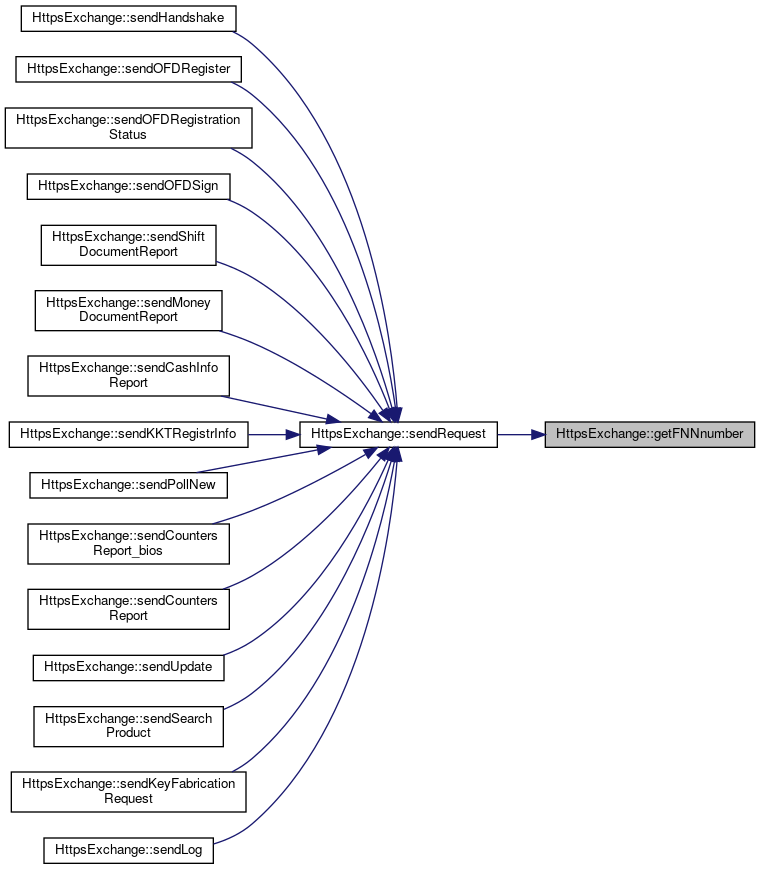 HttpsExchange::sendHandshake
HttpsExchange::sendOFDRegister
HttpsExchange::sendOFDRegistration
Status
HttpsExchange::sendOFDSign
HttpsExchange::sendShift
DocumentReport
HttpsExchange::sendMoney
DocumentReport
HttpsExchange::sendCashInfo
Report
HttpsExchange::sendKKTRegistrInfo
HttpsExchange::sendRequest
HttpsExchange::getFNNnumber
HttpsExchange::sendPollNew
HttpsExchange::sendCounters
Report_bios
HttpsExchange::sendCounters
Report
HttpsExchange::sendUpdate
HttpsExchange::sendSearch
Product
HttpsExchange::sendKeyFabrication
Request
HttpsExchange::sendLog